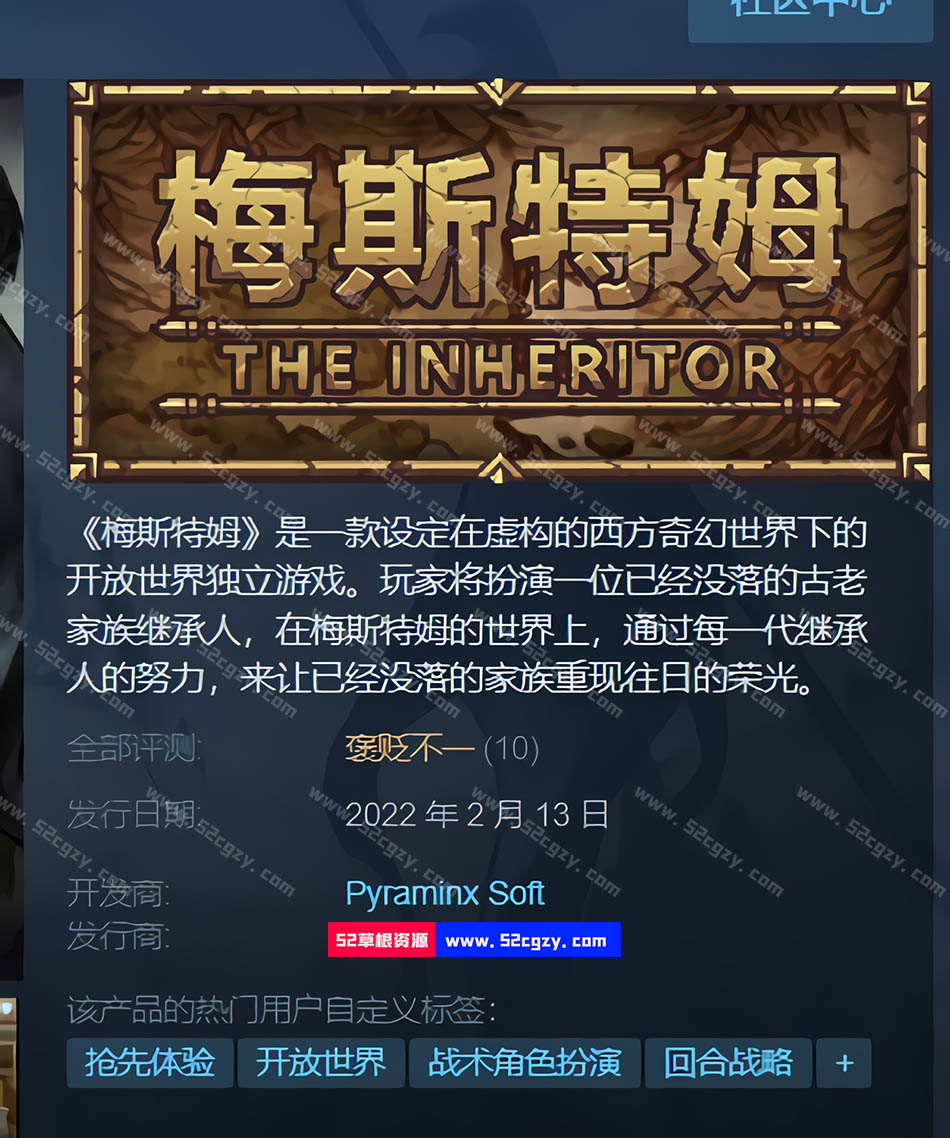 社区中心
梅斯特姆
THE INHERITOR
《梅斯特姆》是一款设定在虚构的西方奇幻世界下的
开放世界独立游戏。玩家将扮演一位已经没落的古老
家族继承人，在梅斯特姆的世界上，通过每一代继承
人的努力，来让已经没落的家族重现往日的荣光。
全部评测: 褒贬不一 (10)
发行日期: 2022 年 2 月 13 日
开发商: Pyraminx Soft
发行商:
52草根资源 www.52cgzy.com
该产品的热门用户自定义标签：
抢先体验 开放世界 战术角色扮演 回合战略 +
www.52cgzy.com